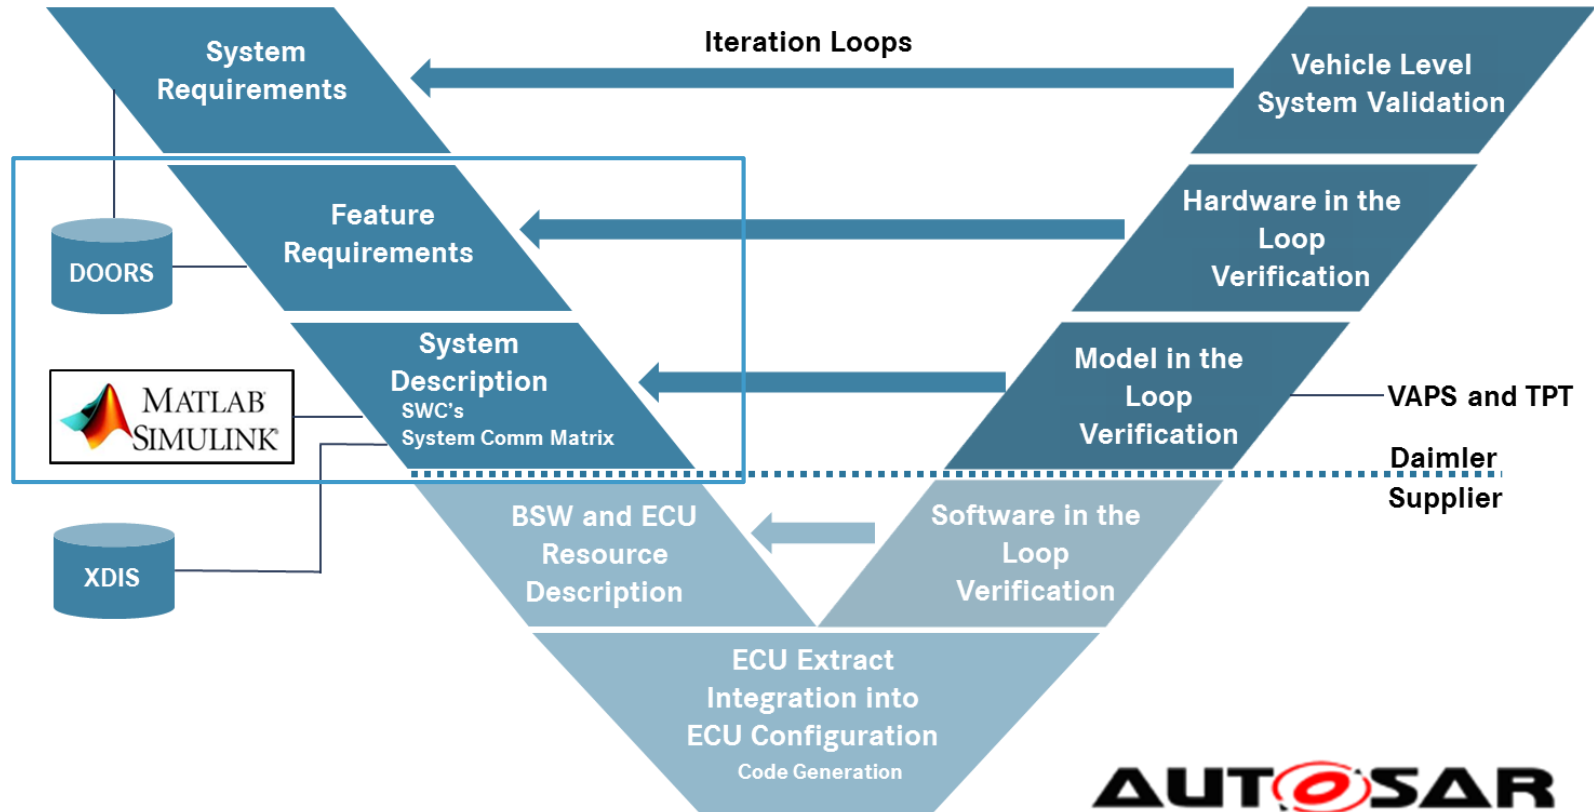 Iteration Loops
System
Requirements
Vehicle Level
System Validation
Feature
Requirements
Hardware in the
Loop
Verification
DOORS
System
Description
SWC's
System Comm Matrix
Model in the
Loop
Verification
MATLAB®
SIMULINK®
VAPS and TPT
Daimler
Supplier
BSW and ECU
Resource
Description
Software in the
Loop
Verification
XDIS
ECU Extract
Integration into
ECU Configuration
Code Generation
AUTOSAR